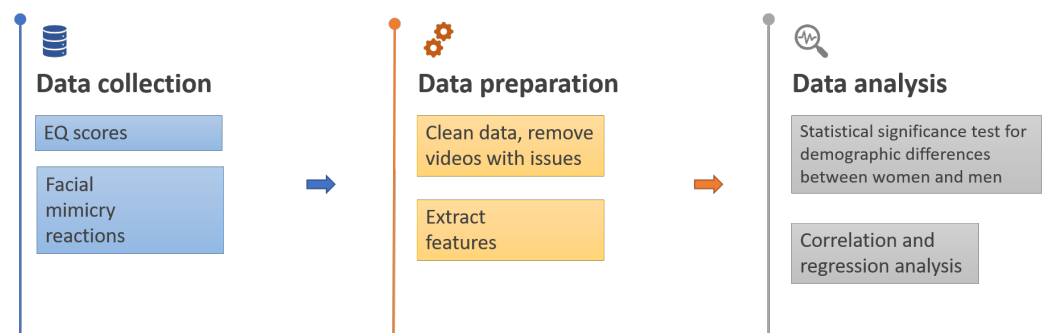 Data collection
EQ scores
Facial
mimicry
reactions
Data preparation
Clean data, remove
videos with issues
Extract
features
Data analysis
Statistical significance test for
demographic differences
between women and men
Correlation and
regression analysis